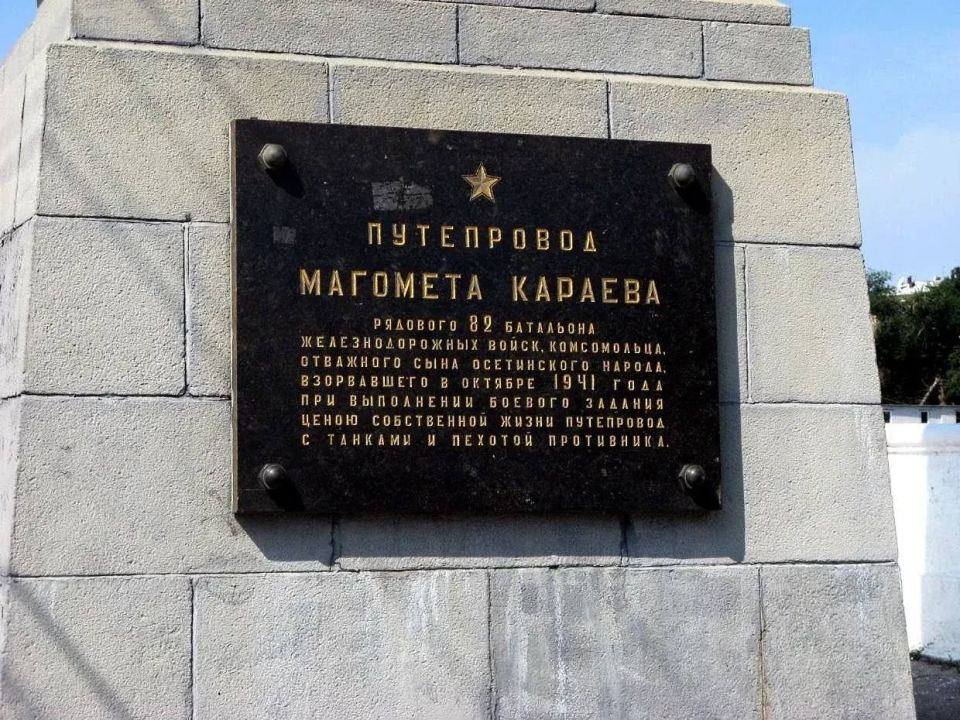 ПУТЕПРОВОД
МАГОМЕТА КАРАЕВА
РЯДОВОГО 82 БАТАЛЬОНА
ЖЕЛЕЗНОДОРОЖНЫХ ВОЙСК, КОМСОМОЛЬЦА,
ОТВАЖНОГО СЫНА ОСЕТИНСКОГО НАРОДА,
ВЗОРВАВШЕГО В ОКТЯБРЕ 1941 ГОДА
ПРИ ВЫПОЛНЕНИИ БОЕВОГО ЗАДАНИЯ
ЦЕНОЮ СОБСТВЕННОЙ ЖИЗНИ ПУТЕПРОВОД
С ТАНКАМИ И ПЕХОТОЙ ПРОТИВНИКА.